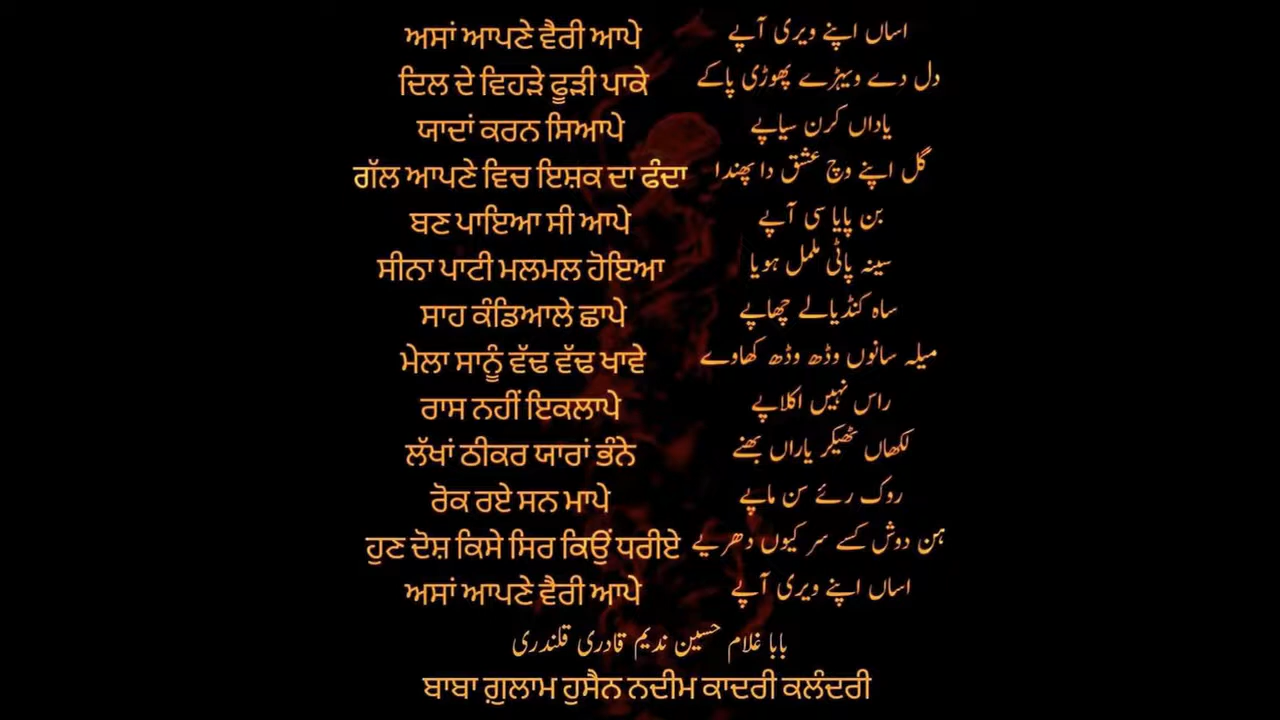 ਅਸਾਂ ਆਪਣੇ ਵੈਰੀ ਆਪੇ اساں اپنے ویری آپے
ਦਿਲ ਦੇ ਵਿਹੜੇ ਫੂੜੀ ਪਾਕੇ دل دے ویہڑے پھوڑی پاکے
ਯਾਦਾਂ ਕਰਨ ਸਿਆਪੇ یاداں کرن سیاپے
ਗੱਲ ਆਪਣੇ ਵਿਚ ਇਸ਼ਕ ਦਾ ਫੰਦਾ گل اپنے وچ عشق دا پھندا
ਬਣ ਪਾਇਆ ਸੀ ਆਪੇ بن پایا سی آپے
ਸੀਨਾ ਪਾਟੀ ਮਲਮਲ ਹੋਇਆ سینہ پاٹی ململ ہویا
ਸਾਹ ਕੰਡਿਆਲੇ ਛਾਪੇ ساہ کنڈیالے چھاپے
ਮੇਲਾ ਸਾਨੂੰ ਵੱਢ ਵੱਢ ਖਾਵੇ میلہ سانوں وڈھ وڈھ کھاوے
ਰਾਸ ਨਹੀਂ ਇਕਲਾਪੇ راس نہیں اکلاپے
ਲੱਖਾਂ ਠੀਕਰ ਯਾਰਾਂ ਭੰਨੇ لکھاں ٹھیکر یاراں بھنے
ਰੋਕ ਰਏ ਸਨ ਮਾਪੇ روک رئے سن ماپے
ਹੁਣ ਦੋਸ਼ ਕਿਸੇ ਸਿਰ ਕਿਉਂ ਧਰੀਏ ہن دوش کسے سر کیوں دھریے
ਅਸਾਂ ਆਪਣੇ ਵੈਰੀ ਆਪੇ اساں اپنے ویری آپے
بابا غلام حسین ندیم قادری قلندری
ਬਾਬਾ ਗ਼ੁਲਾਮ ਹੁਸੈਨ ਨਦੀਮ ਕਾਦਰੀ ਕਲੰਦਰੀ